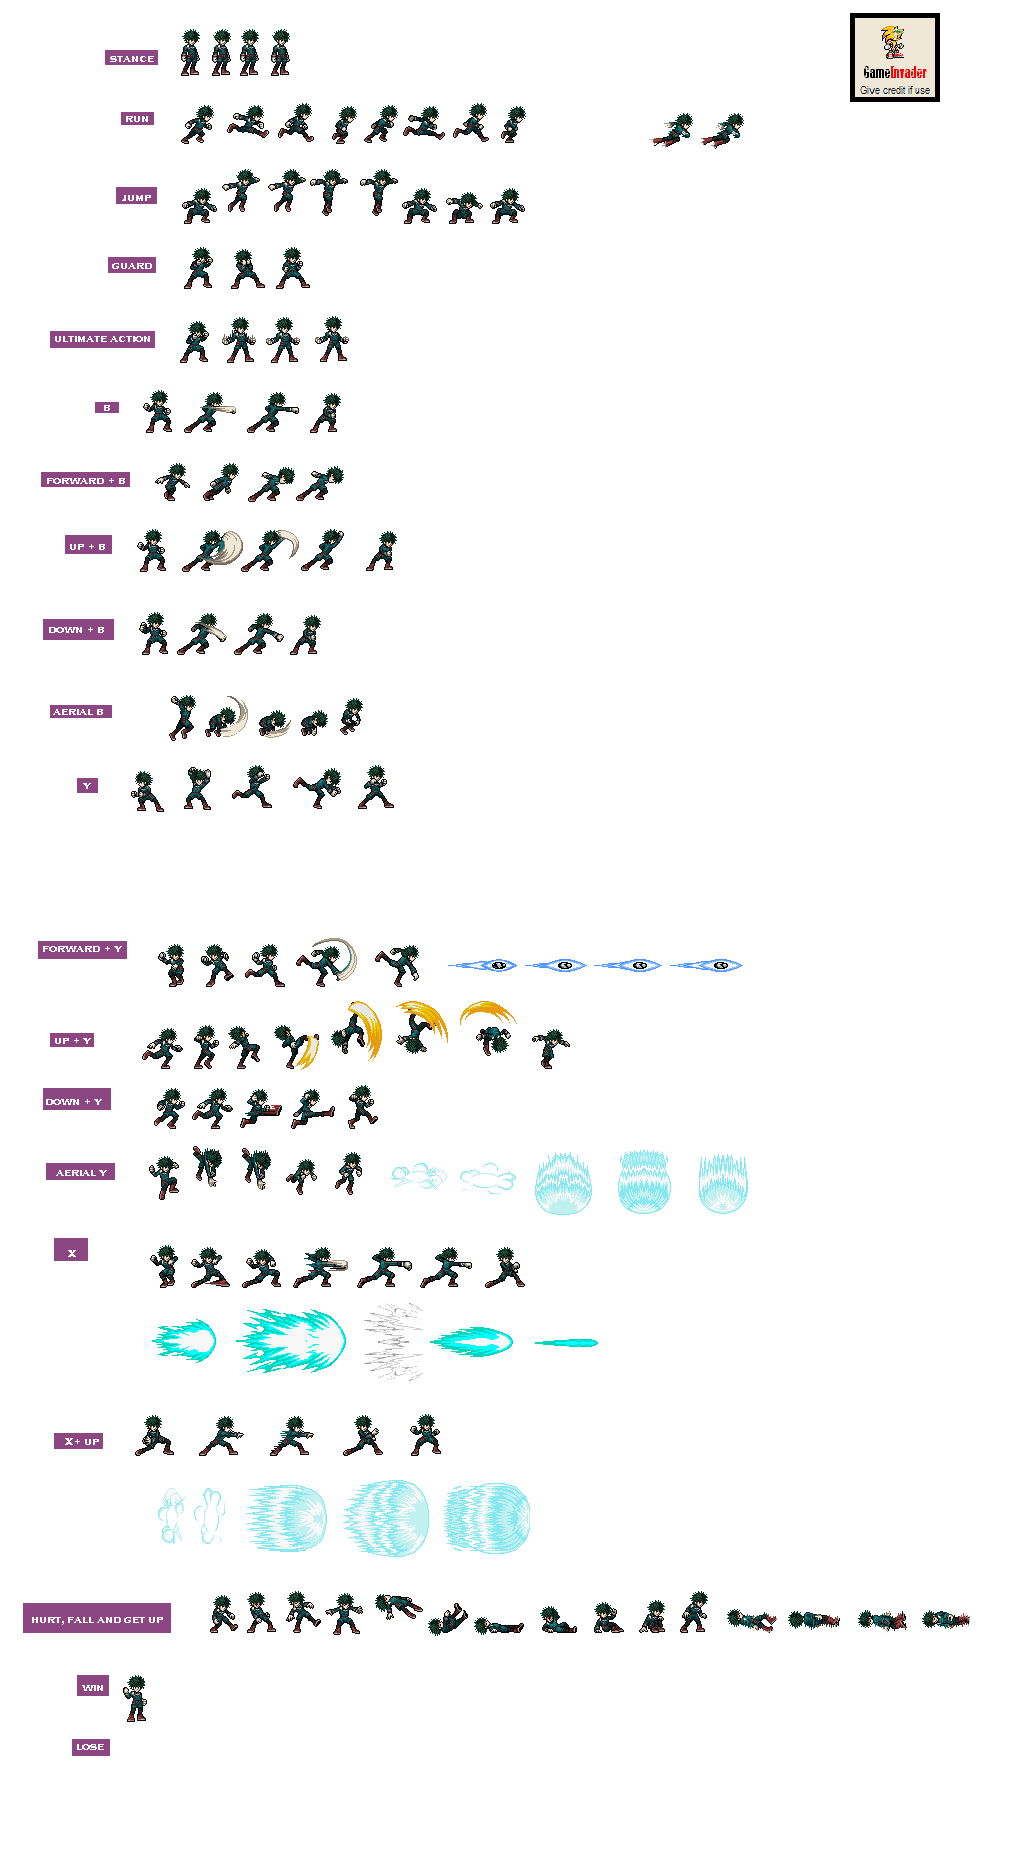 STANCE
GameInvader
Give credit if use
RUN
JUMP
GUARD
ULTIMATE ACTION
B
FORWARD + B
UP + B
DOWN + B
AERIAL B
Y
FORWARD + Y
UP + Y
DOWN + Y
AERIAL Y
X
X+ UP
HURT, FALL AND GET UP
WIN
LOSE